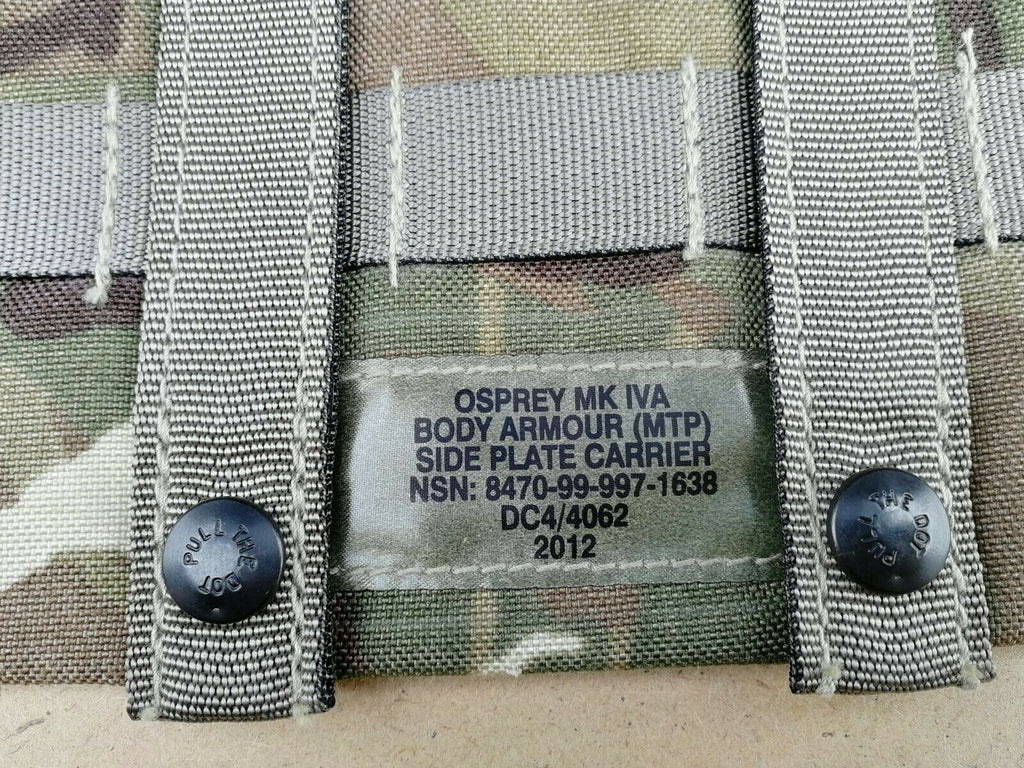 OSPREY MK IVA
BODY ARMOUR (MTP)
SIDE PLATE CARRIER
NSN: 8470-99-997-1638
DC4/4062
2012
PULL THE DOT
PULL THE DOT